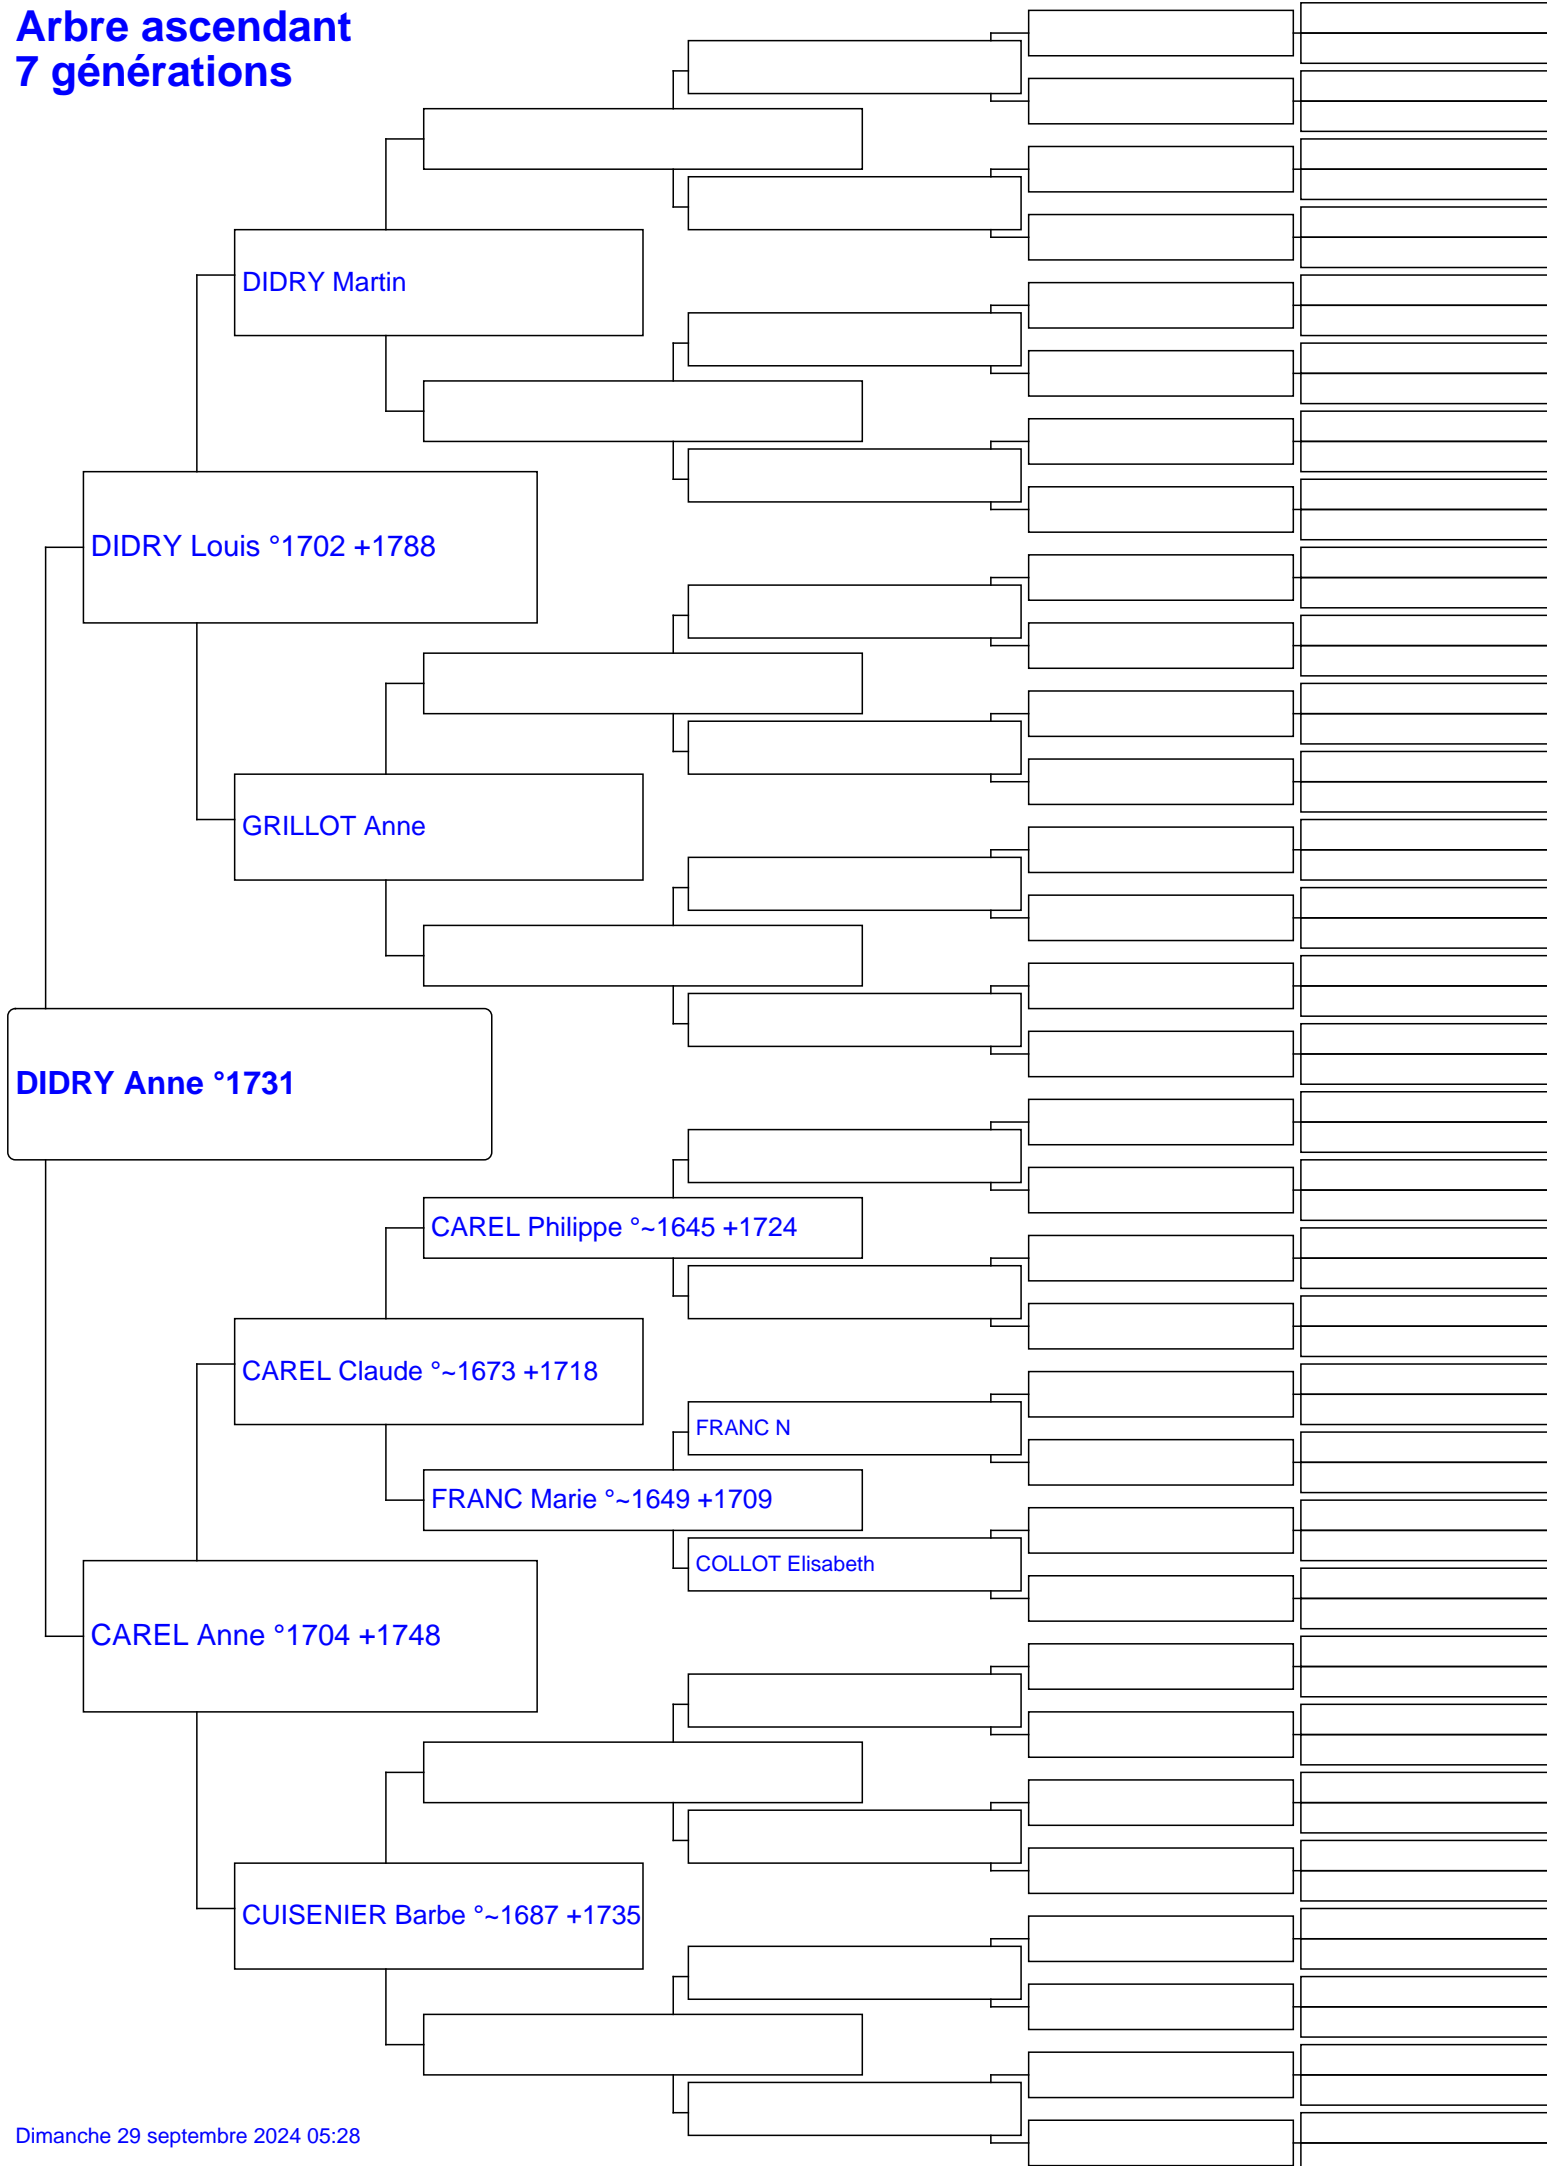 Arbre ascendant
7 générations
DIDRY Martin
DIDRY Louis °1702 +1788
GRILLOT Anne
DIDRY Anne °1731
CAREL Philippe °~1645 +1724
CAREL Claude °~1673 +1718
FRANC N
FRANC Marie °~1649 +1709
COLLOT Elisabeth
CAREL Anne °1704 +1748
CUISENIER Barbe °~1687 +1735
Dimanche 29 septembre 2024 05:28